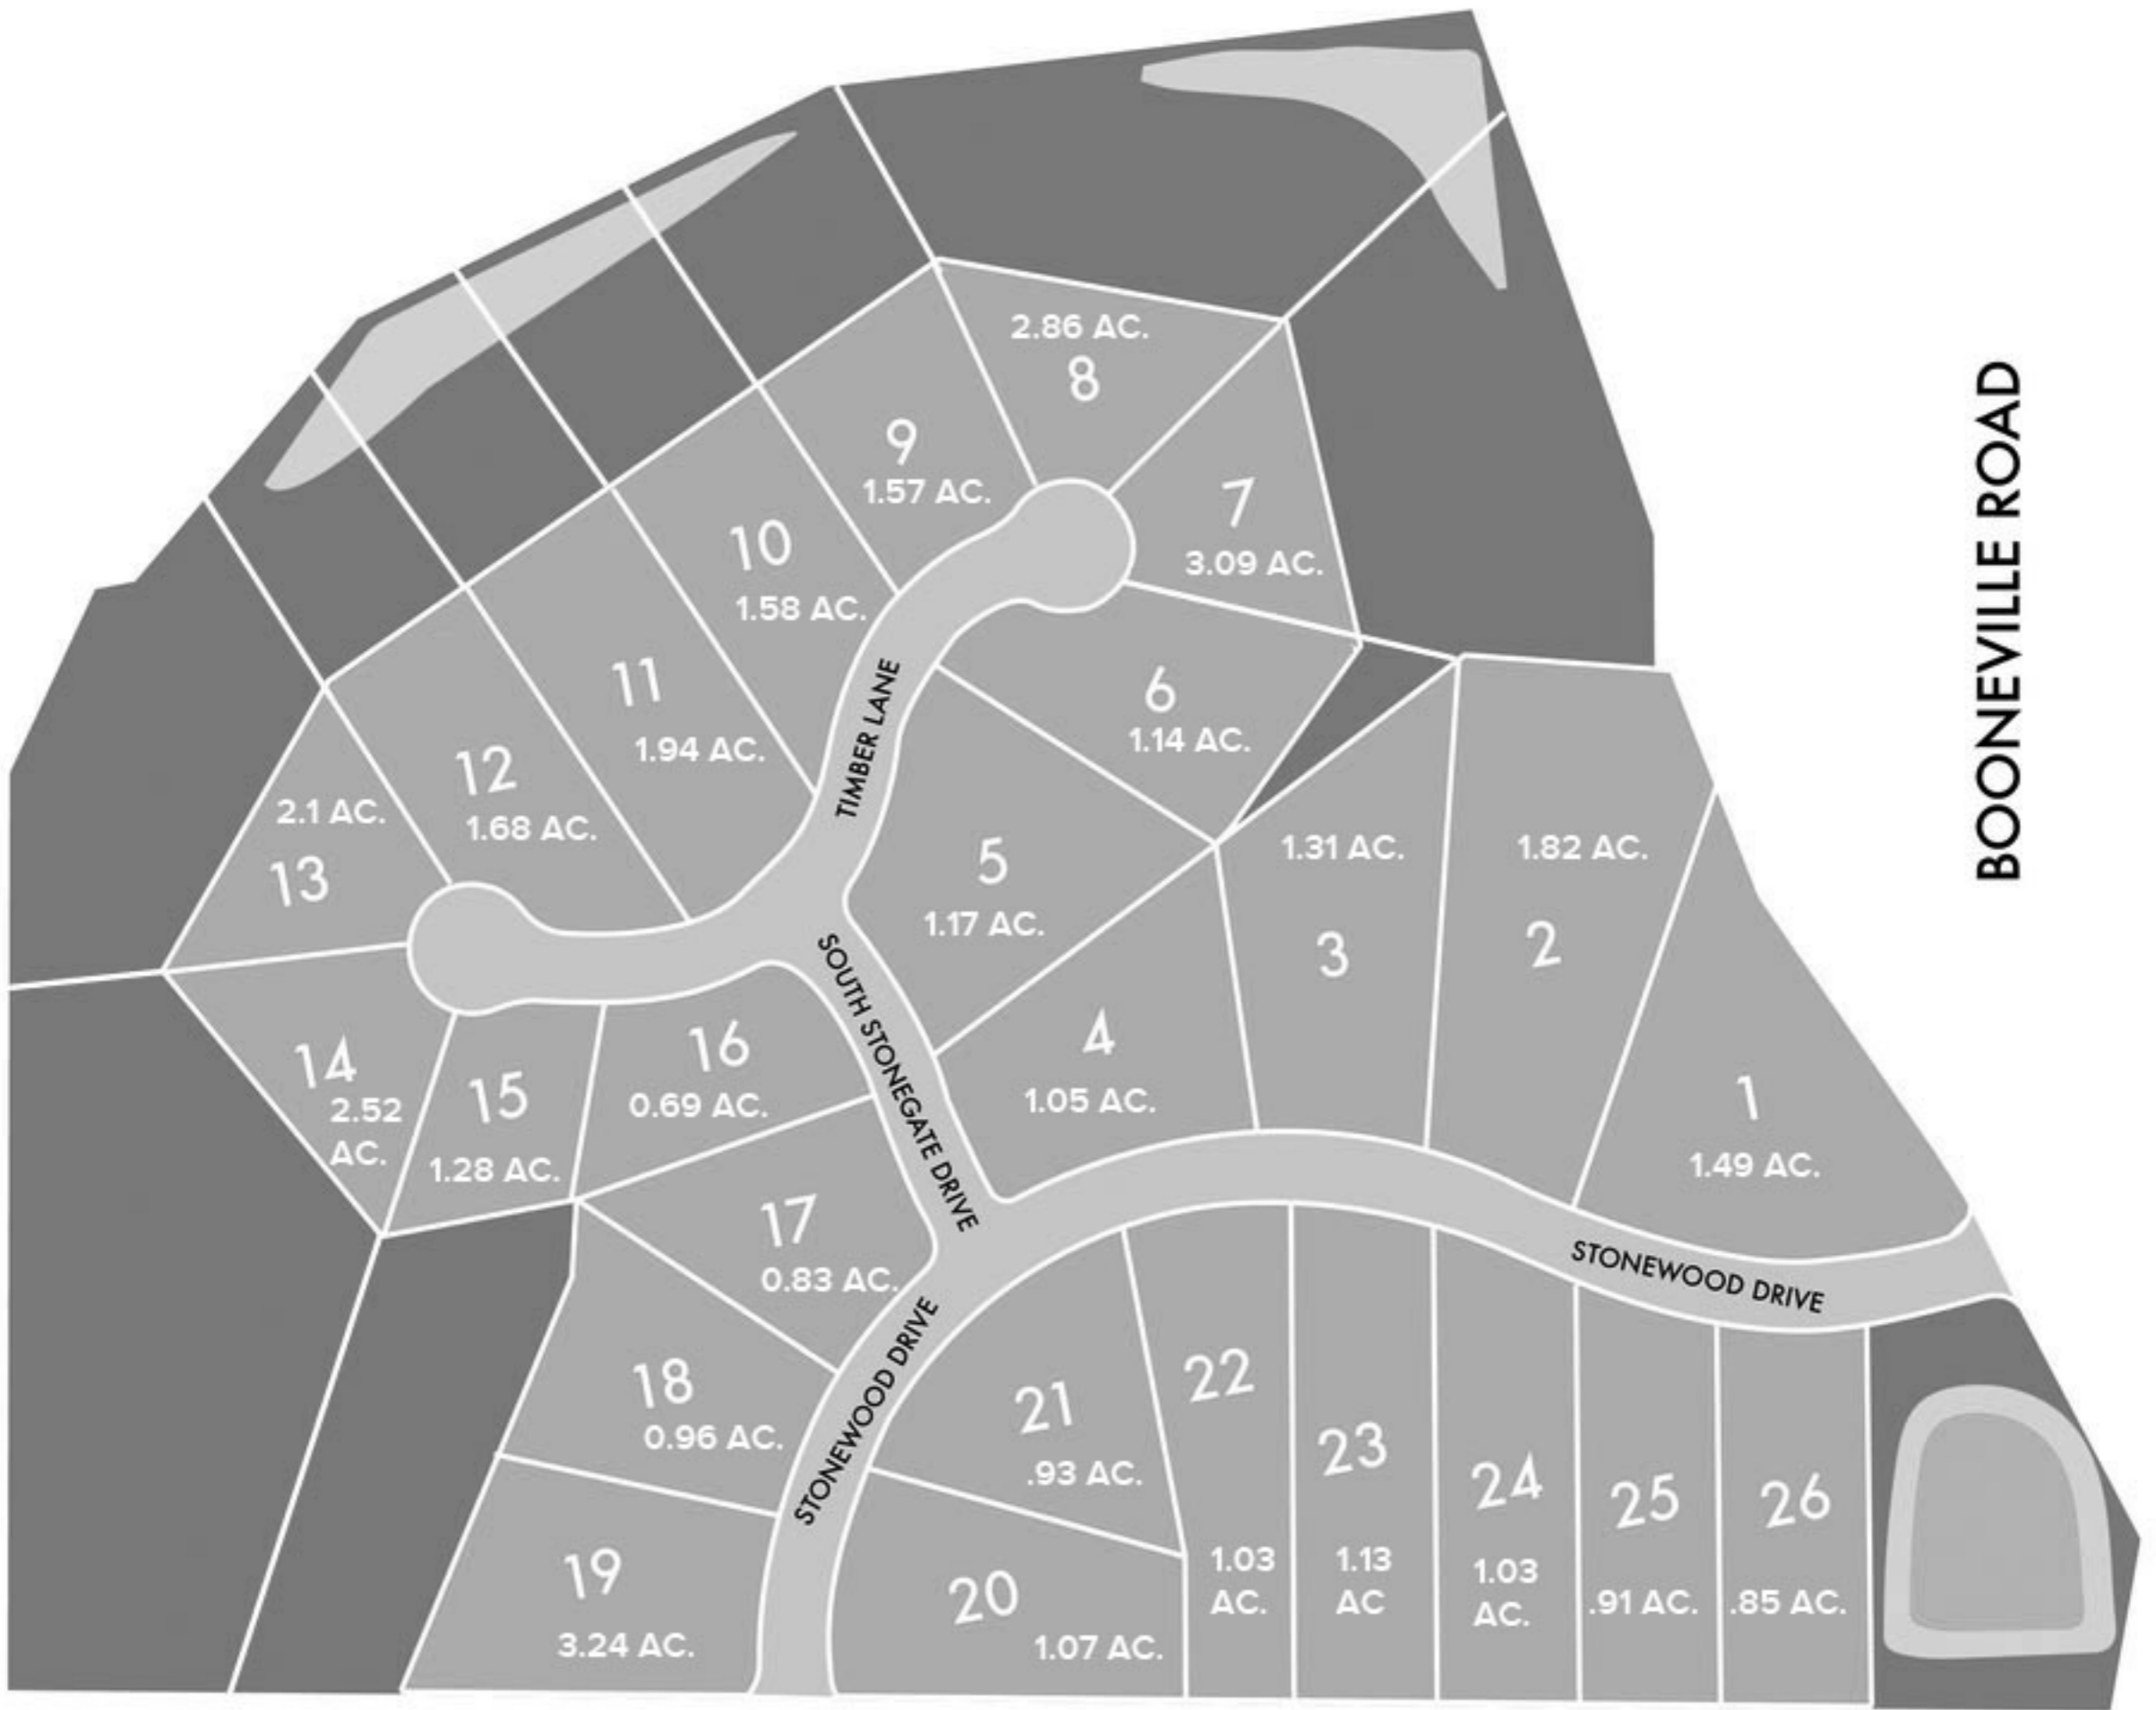 2.86 AC.
8
9
1.57 AC.
7
3.09 AC.
10
1.58 AC.
BOONEVILLE ROAD
11
1.94 AC.
TIMBER LANE
6
1.14 AC.
12
1.68 AC.
2.1 AC.
13
5
1.17 AC.
1.31 AC.
3
1.82 AC.
2
SOUTH STONEGATE DRIVE
14
2.52
AC.
15
1.28 AC.
16
0.69 AC.
4
1.05 AC.
1
1.49 AC.
17
0.83 AC.
STONEWOOD DRIVE
STONEWOOD DRIVE
18
0.96 AC.
21
.93 AC.
22
1.03
AC.
23
1.13
AC
24
1.03
AC.
25
.91 AC.
26
.85 AC.
19
3.24 AC.
20
1.07 AC.